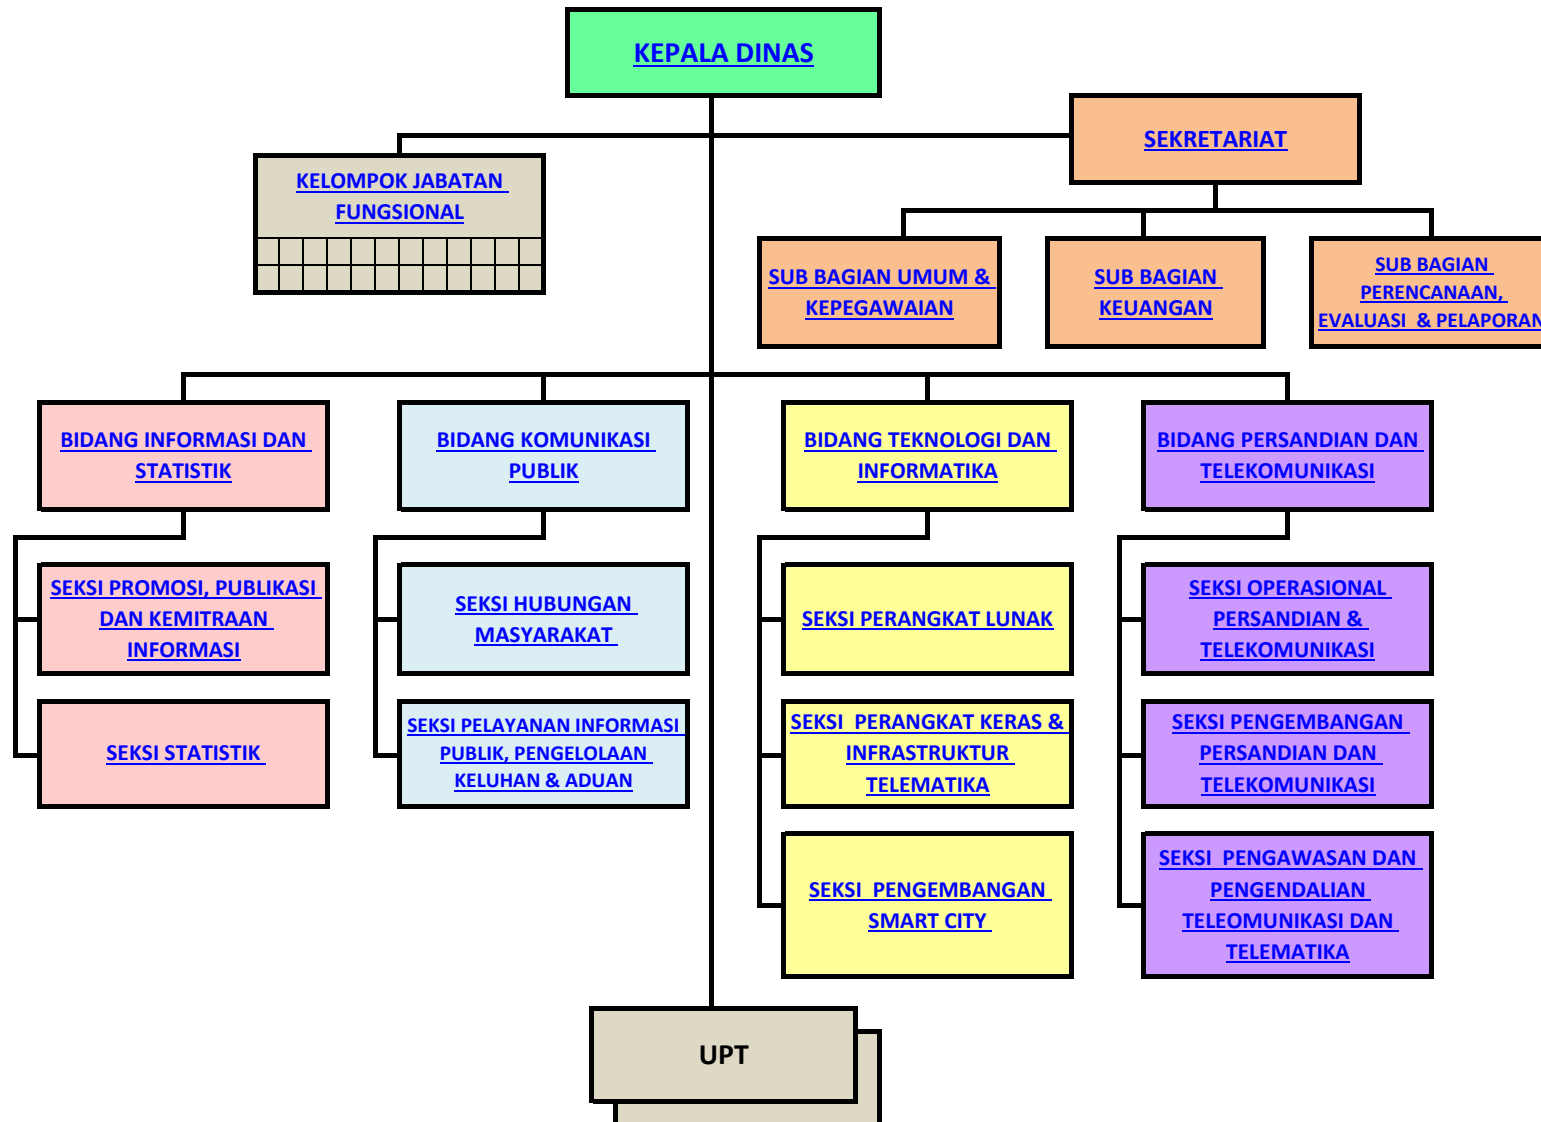 KEPALA DINAS
SEKRETARIAT
KELOMPOK JABATAN
FUNGSIONAL
SUB BAGIAN UMUM &
KEPEGAWAIAN
SUB BAGIAN
KEUANGAN
SUB BAGIAN
PERENCANAAN,
EVALUASI & PELAPORAN
BIDANG INFORMASI DAN
STATISTIK
BIDANG KOMUNIKASI
PUBLIK
BIDANG TEKNOLOGI DAN
INFORMATIKA
BIDANG PERSANDIAN DAN
TELEKOMUNIKASI
SEKSI PROMOSI, PUBLIKASI
DAN KEMITRAAN
INFORMASI
SEKSI HUBUNGAN
MASYARAKAT
SEKSI PERANGKAT LUNAK
SEKSI OPERASIONAL
PERSANDIAN &
TELEKOMUNIKASI
SEKSI STATISTIK
SEKSI PELAYANAN INFORMASI
PUBLIK, PENGELOLAAN
KELUHAN & ADUAN
SEKSI PERANGKAT KERAS &
INFRASTRUKTUR
TELEMATIKA
SEKSI PENGEMBANGAN
PERSANDIAN DAN
TELEKOMUNIKASI
SEKSI PENGEMBANGAN
SMART CITY
SEKSI PENGAWASAN DAN
PENGENDALIAN
TELEOMUNIKASI DAN
TELEMATIKA
UPT